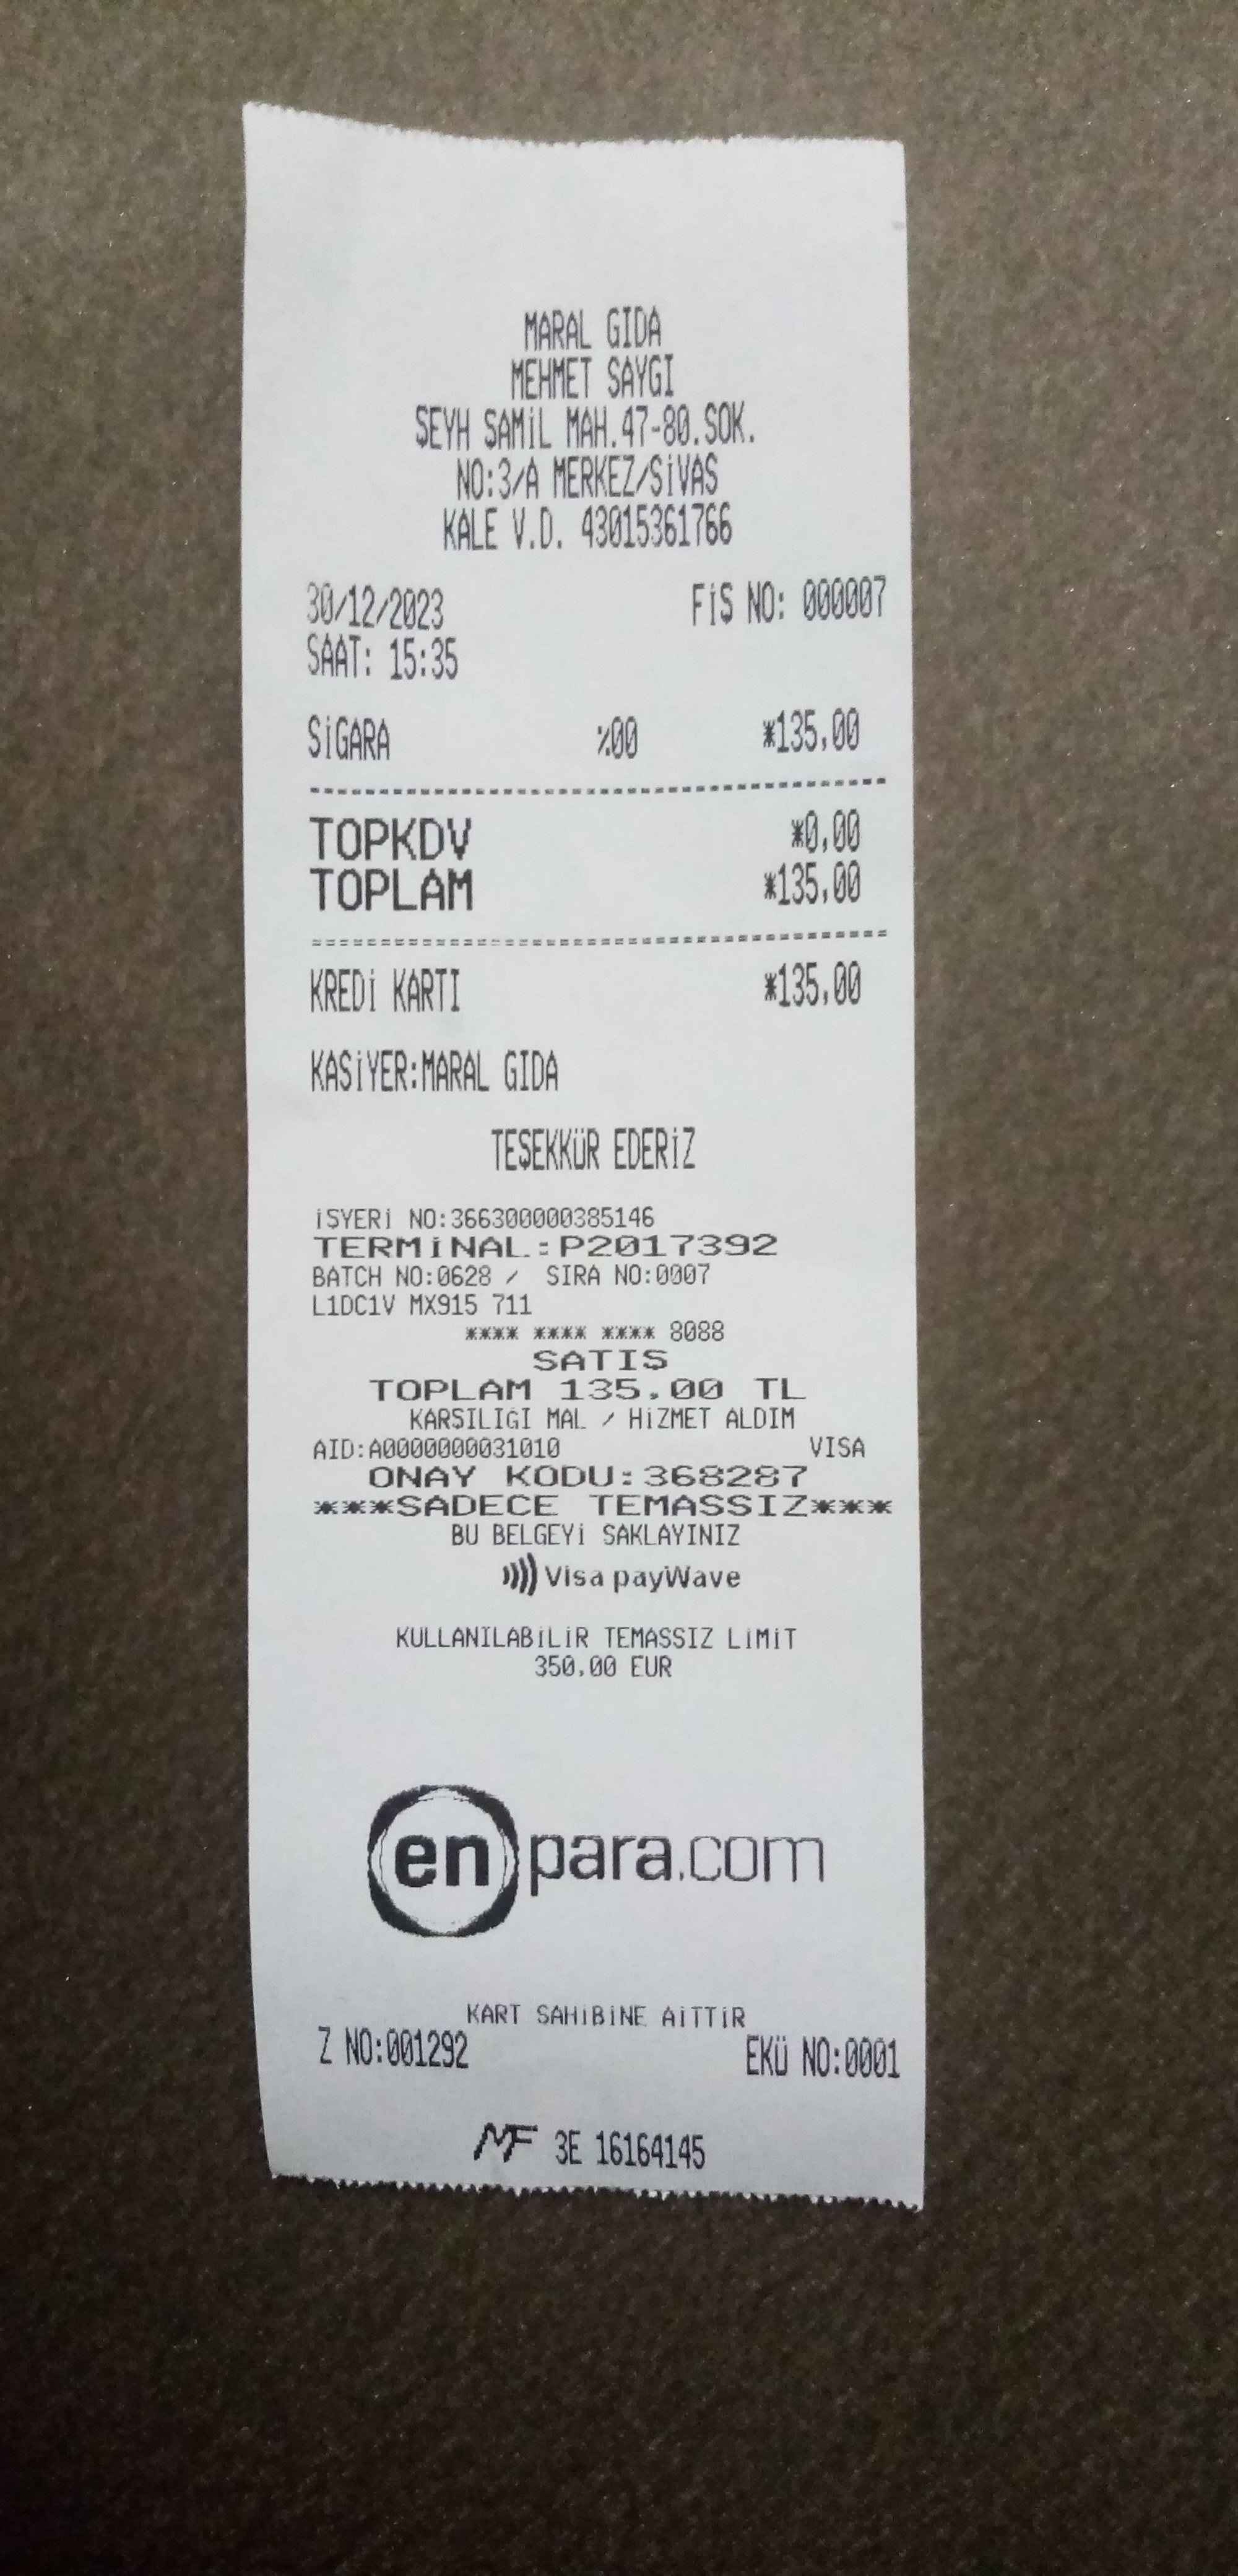 MARAL GIDA
MEHMET SAYGI
ŞEYH ŞAMİL MAH.47-80.SOK.
NO:3/A MERKEZ/SİVAS
KALE V.D. 43015361766
30/12/2023 FİŞ NO: 000007
SAAT: 15:35
SİGARA %00 *135,00
TOPKDV *0,00
TOPLAM *135,00
KREDİ KARTI *135,00
KASİYER:MARAL GIDA
TEŞEKKÜR EDERİZ
İŞYERİ NO:366300000385146
TERMİNAL:P2017392
BATCH NO:0628 / SIRA NO:0007
L1DC1V MX915 711
**** **** **** 8088
SATIŞ
TOPLAM 135,00 TL
KARŞILIĞI MAL / HİZMET ALDIM
AID:A0000000031010 VISA
ONAY KODU:368287
***SADECE TEMASSIZ***
BU BELGEYİ SAKLAYINIZ
Visa payWave
KULLANILABİLİR TEMASSIZ LİMİT
350,00 EUR
enpara.com
KART SAHİBİNE AİTTİR
Z NO:001292 EKÜ NO:0001
MF 3E 16164145